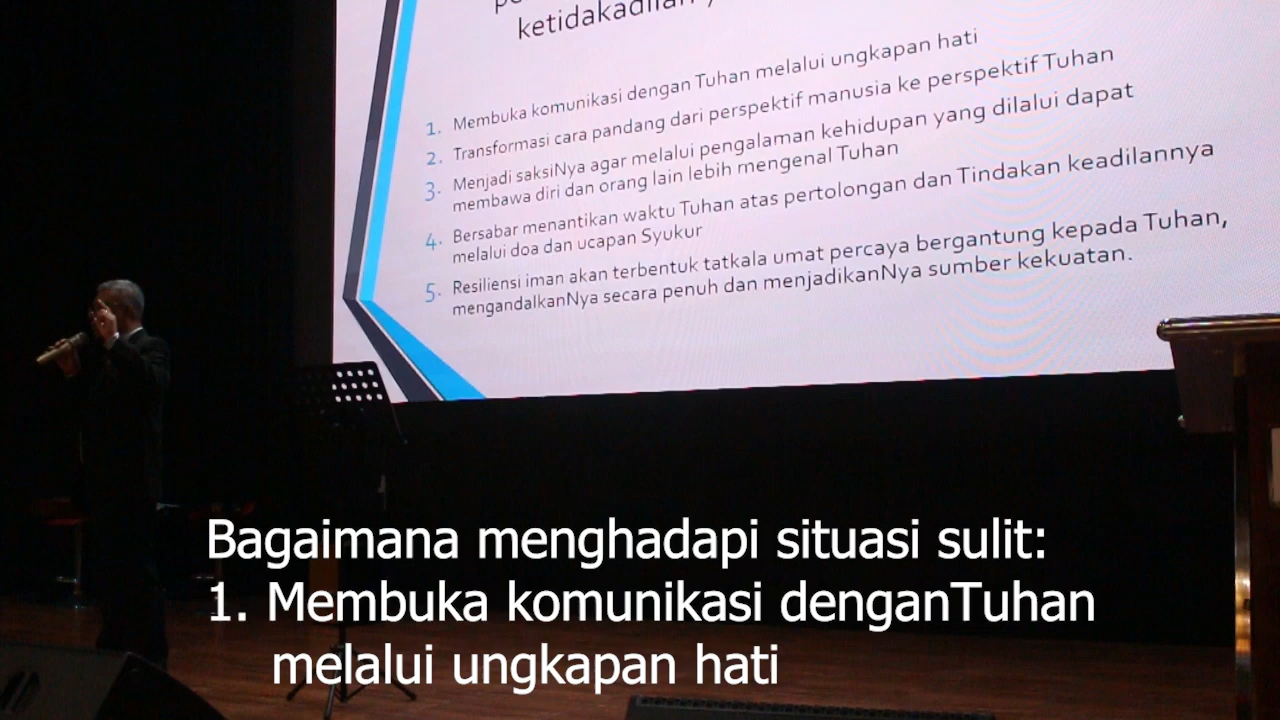 ketidakadilan
1. Membuka komunikasi dengan Tuhan melalui ungkapan hati
2. Transformasi cara pandang dari perspektif manusia ke perspektif Tuhan
3. Menjadi saksiNya agar melalui pengalaman kehidupan yang dilalui dapat
membawa diri dan orang lain lebih mengenal Tuhan
4. Bersabar menantikan waktu Tuhan atas pertolongan dan Tindakan keadilannya
melalui doa dan ucapan Syukur
5. Resiliensi iman akan terbentuk tatkala umat percaya bergantung kepada Tuhan,
mengandalkanNya secara penuh dan menjadikanNya sumber kekuatan.
Bagaimana menghadapi situasi sulit:
1. Membuka komunikasi denganTuhan
melalui ungkapan hati